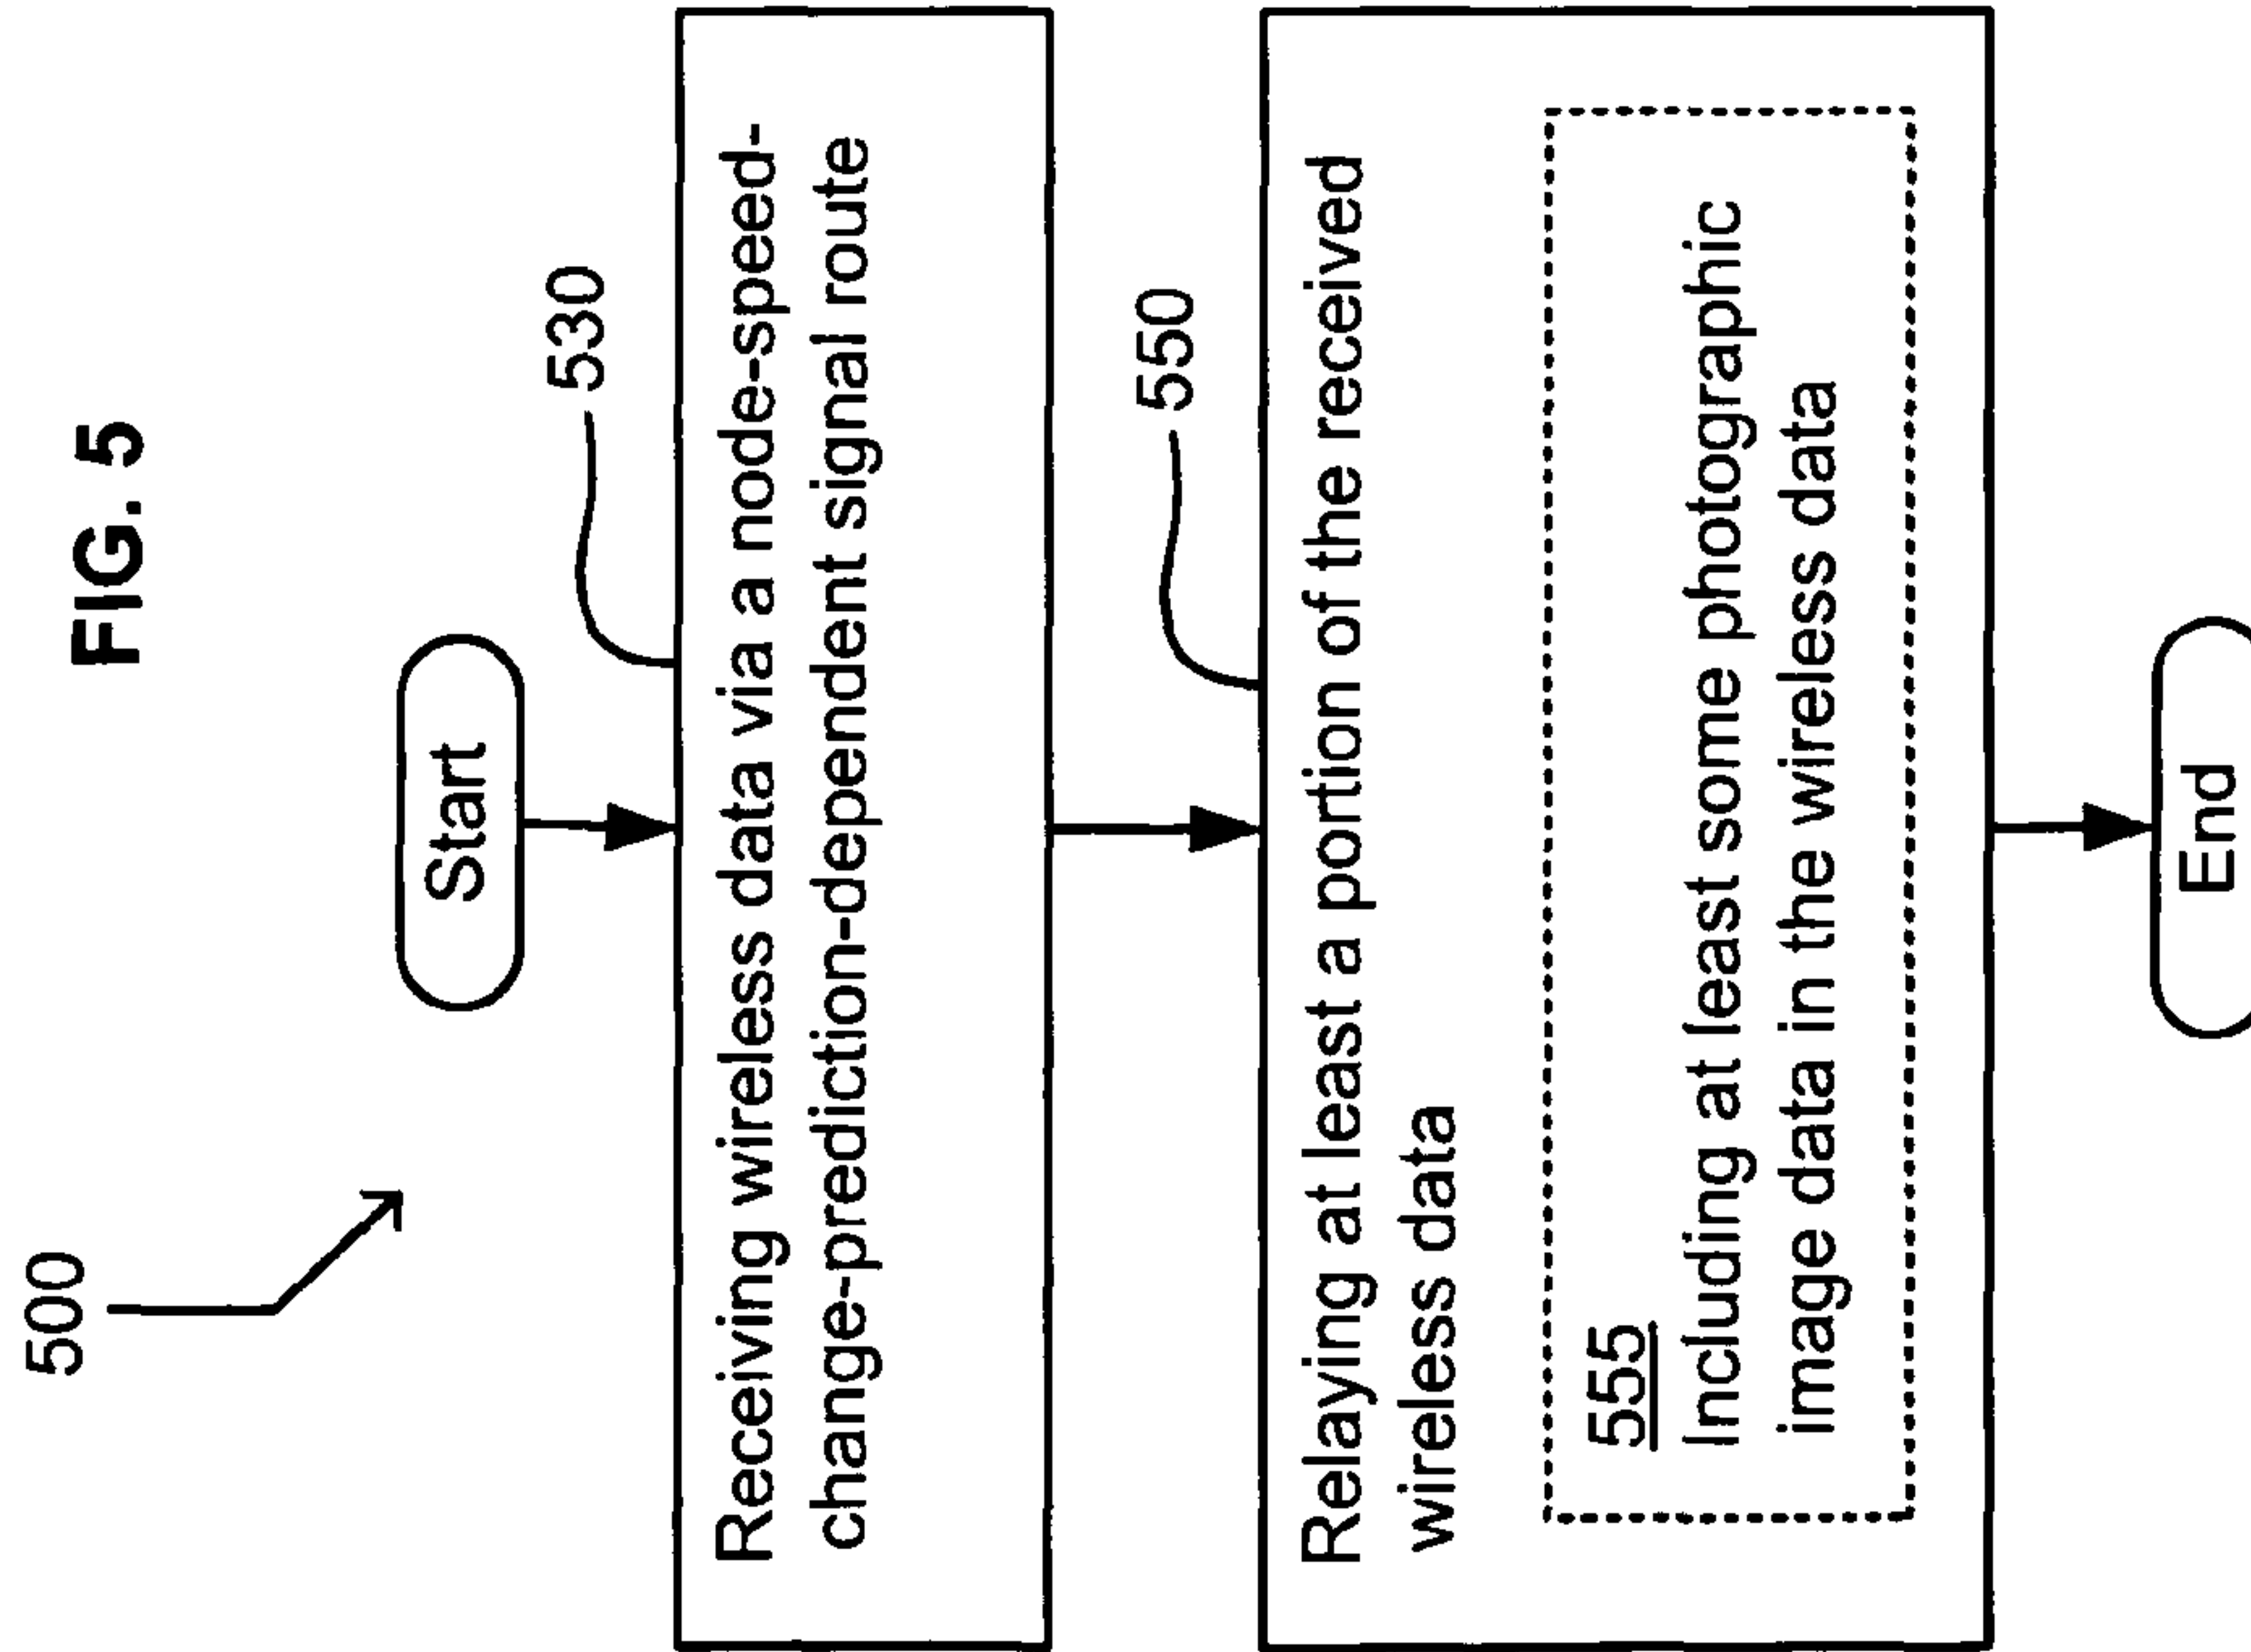 FIG. 5
500
Start
530
Receiving wireless data via a node-speed-
change-prediction-dependent signal route
550
Relaying at least a portion of the received
wireless data
555
Including at least some photographic
image data in the wireless data
End